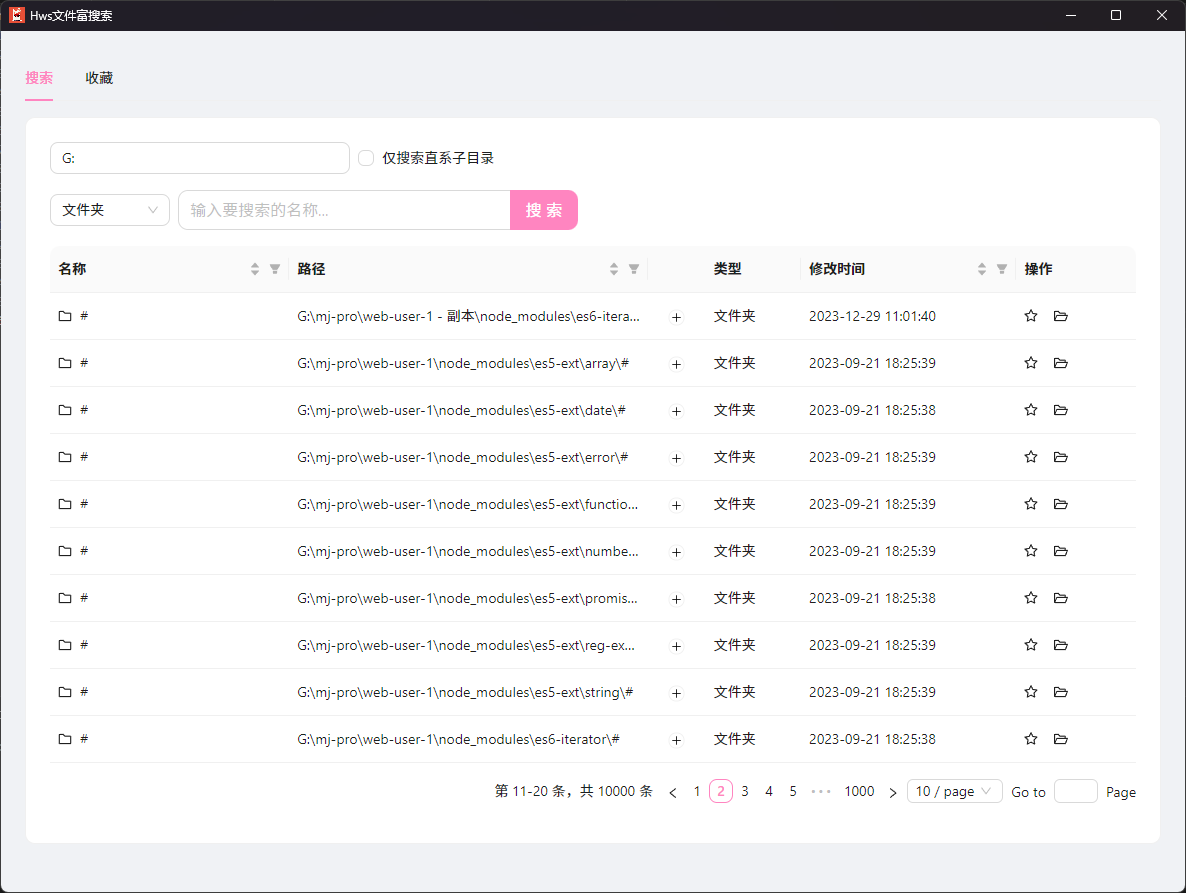 Hws文件富搜索
搜索 收藏
G: 仅搜索直系子目录
文件夹 输入要搜索的名称... 搜 索
名称 路径 类型 修改时间 操作
# G:\mj-pro\web-user-1 - 副本\node_modules\es6-itera... + 文件夹 2023-12-29 11:01:40
# G:\mj-pro\web-user-1\node_modules\es5-ext\array\# + 文件夹 2023-09-21 18:25:39
# G:\mj-pro\web-user-1\node_modules\es5-ext\date\# + 文件夹 2023-09-21 18:25:38
# G:\mj-pro\web-user-1\node_modules\es5-ext\error\# + 文件夹 2023-09-21 18:25:39
# G:\mj-pro\web-user-1\node_modules\es5-ext\functio... + 文件夹 2023-09-21 18:25:39
# G:\mj-pro\web-user-1\node_modules\es5-ext\numbe... + 文件夹 2023-09-21 18:25:39
# G:\mj-pro\web-user-1\node_modules\es5-ext\promis... + 文件夹 2023-09-21 18:25:38
# G:\mj-pro\web-user-1\node_modules\es5-ext\reg-ex... + 文件夹 2023-09-21 18:25:39
# G:\mj-pro\web-user-1\node_modules\es5-ext\string\# + 文件夹 2023-09-21 18:25:39
# G:\mj-pro\web-user-1\node_modules\es6-iterator\# + 文件夹 2023-09-21 18:25:38
第 11-20 条，共 10000 条 < 1 2 3 4 5 ··· 1000 > 10 / page Go to Page